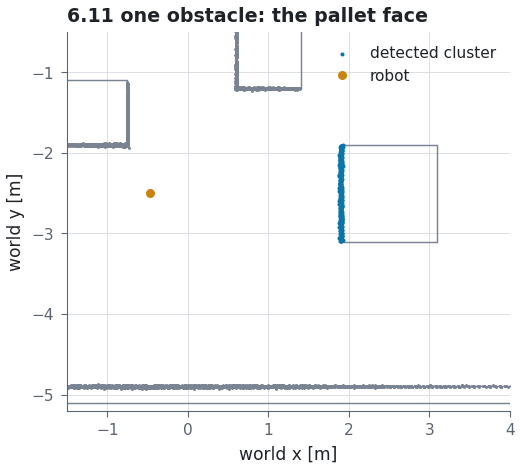 6.11 one obstacle: the pallet face
detected cluster
robot
world y [m]
−1
−2
−3
−4
−5
−1
0
1
2
3
4
world x [m]